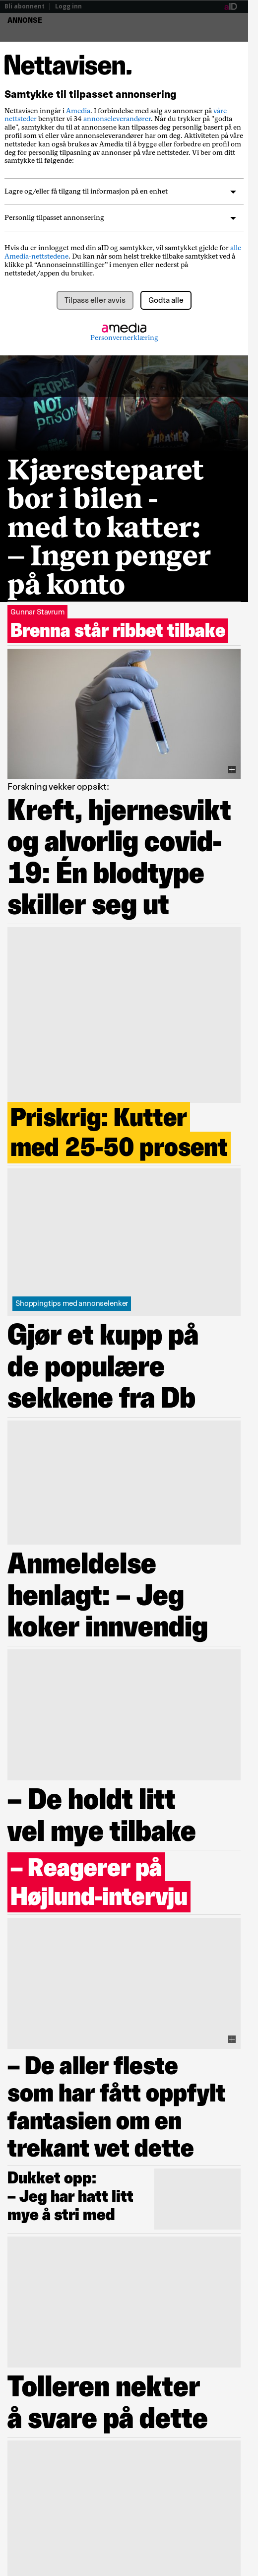 Bli abonnent | Logg inn
aID
ANNONSE
Nettavisen.
Samtykke til tilpasset annonsering
Nettavisen inngår i Amedia. I forbindelse med salg av annonser på våre
nettsteder benytter vi 34 annonseleverandører. Når du trykker på "godta
alle", samtykker du til at annonsene kan tilpasses deg personlig basert på en
profil som vi eller våre annonseleverandører har om deg. Aktiviteten på våre
nettsteder kan også brukes av Amedia til å bygge eller forbedre en profil om
deg for personlig tilpasning av annonser på våre nettsteder. Vi ber om ditt
samtykke til følgende:
Lagre og/eller få tilgang til informasjon på en enhet
Personlig tilpasset annonsering
Hvis du er innlogget med din aID og samtykker, vil samtykket gjelde for alle
Amedia-nettstedene. Du kan når som helst trekke tilbake samtykket ved å
klikke på “Annonseinnstillinger” i menyen eller nederst på
nettstedet/appen du bruker.
Tilpass eller avvis
Godta alle
amedia
Personvernerklæring
PEOPLE
NOT
PRISON
THRASHER
Kjæresteparet
bor i bilen -
med to katter:
– Ingen penger
på konto
Gunnar Stavrum
Brenna står ribbet tilbake
Forskning vekker oppsikt:
Kreft, hjernesvikt
og alvorlig covid-
19: Én blodtype
skiller seg ut
Priskrig: Kutter
med 25-50 prosent
Shoppingtips med annonselenker
Gjør et kupp på
de populære
sekkene fra Db
Anmeldelse
henlagt: – Jeg
koker innvendig
– De holdt litt
vel mye tilbake
– Reagerer på
Højlund-intervju
– De aller fleste
som har fått oppfylt
fantasien om en
trekant vet dette
Dukket opp:
– Jeg har hatt litt
mye å stri med
Tolleren nekter
å svare på dette